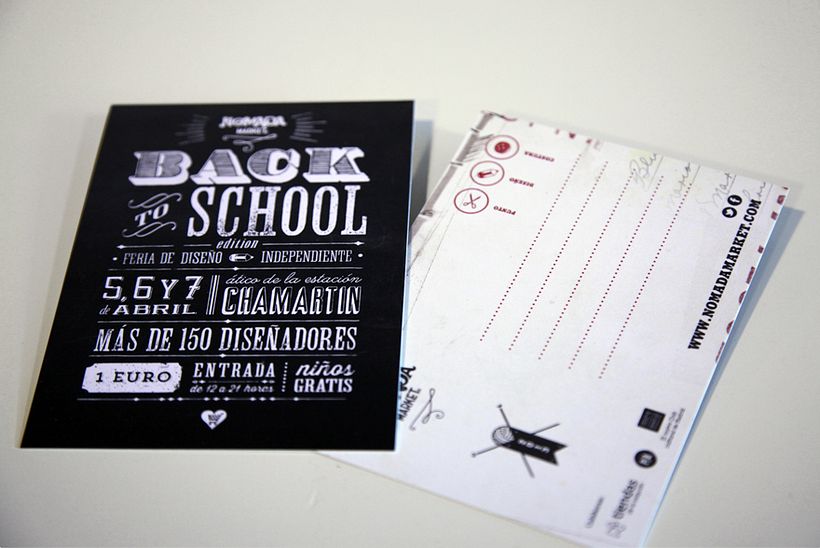 NOMADA
MARKET
BACK
TO SCHOOL
edition
FERIA DE DISEÑO INDEPENDIENTE
5, 6 Y 7
de ABRIL
ático de la estación
CHAMARTIN
MÁS DE 150 DISEÑADORES
1 EURO
ENTRADA
de 12 a 21 horas
niños
GRATIS
COSTURA
DISEÑO
PUNTO
WWW.NOMADAMARKET.COM
MARKET
tiendas